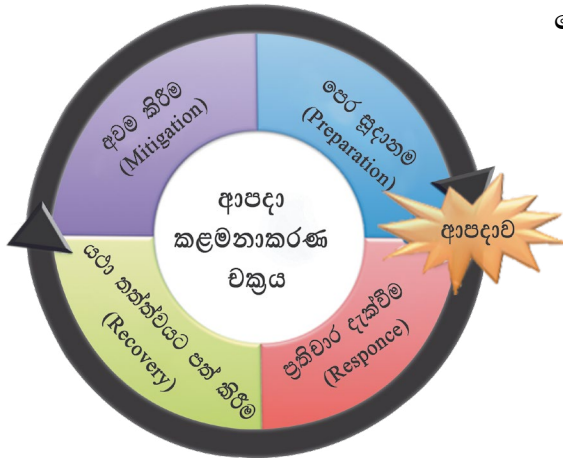 අවම කිරීම
(Mitigation)
පෙර සූදානම
(Preparation)
ආපදා
කළමනාකරණ
චක්‍රය
ආපදාව
යථා තත්ත්වයට පත් කිරීම
(Recovery)
ප්‍රතිචාර දැක්වීම
(Responce)